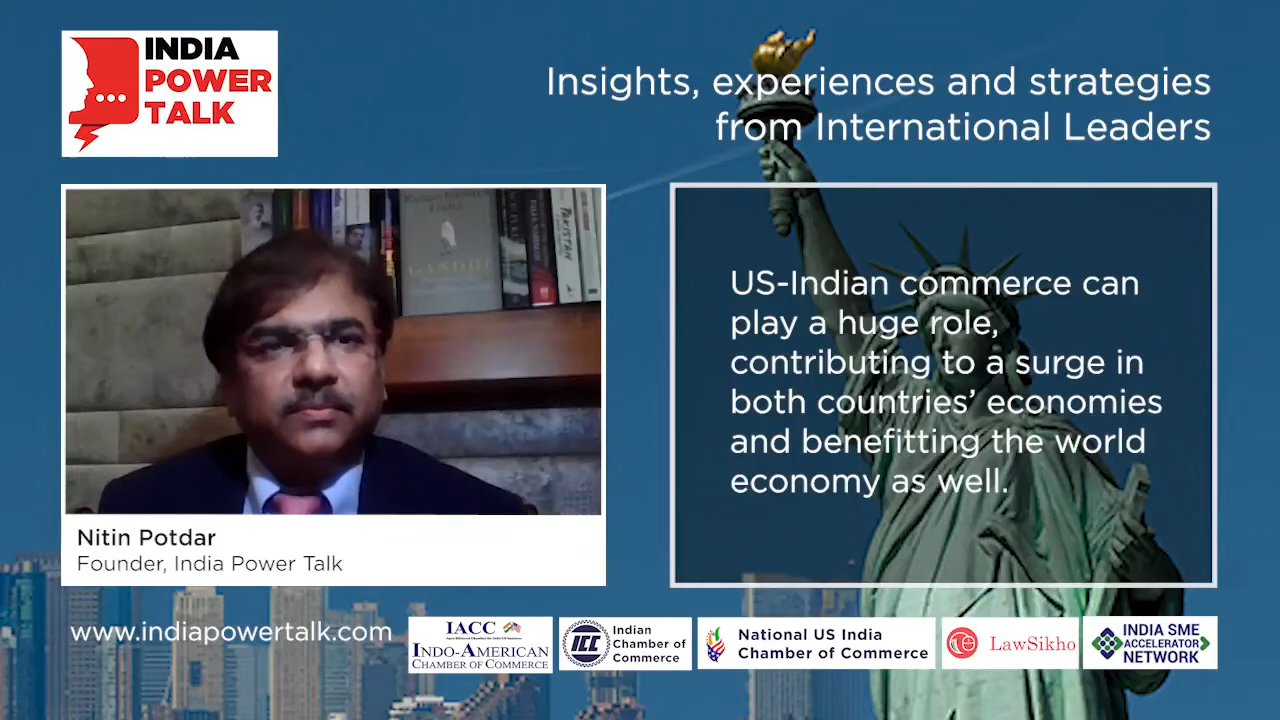 INDIA
POWER
TALK
Insights, experiences and strategies
from International Leaders
GANDHI
PAKISTAN
US-Indian commerce can
play a huge role,
contributing to a surge in
both countries' economies
and benefitting the world
economy as well.
Nitin Potdar
Founder, India Power Talk
www.indiapowertalk.com
IACC
INDO-AMERICAN
CHAMBER OF COMMERCE
ICC
Indian
Chamber of
Commerce
National US India
Chamber of Commerce
LawSikho
INDIA SME
ACCELERATOR
NETWORK